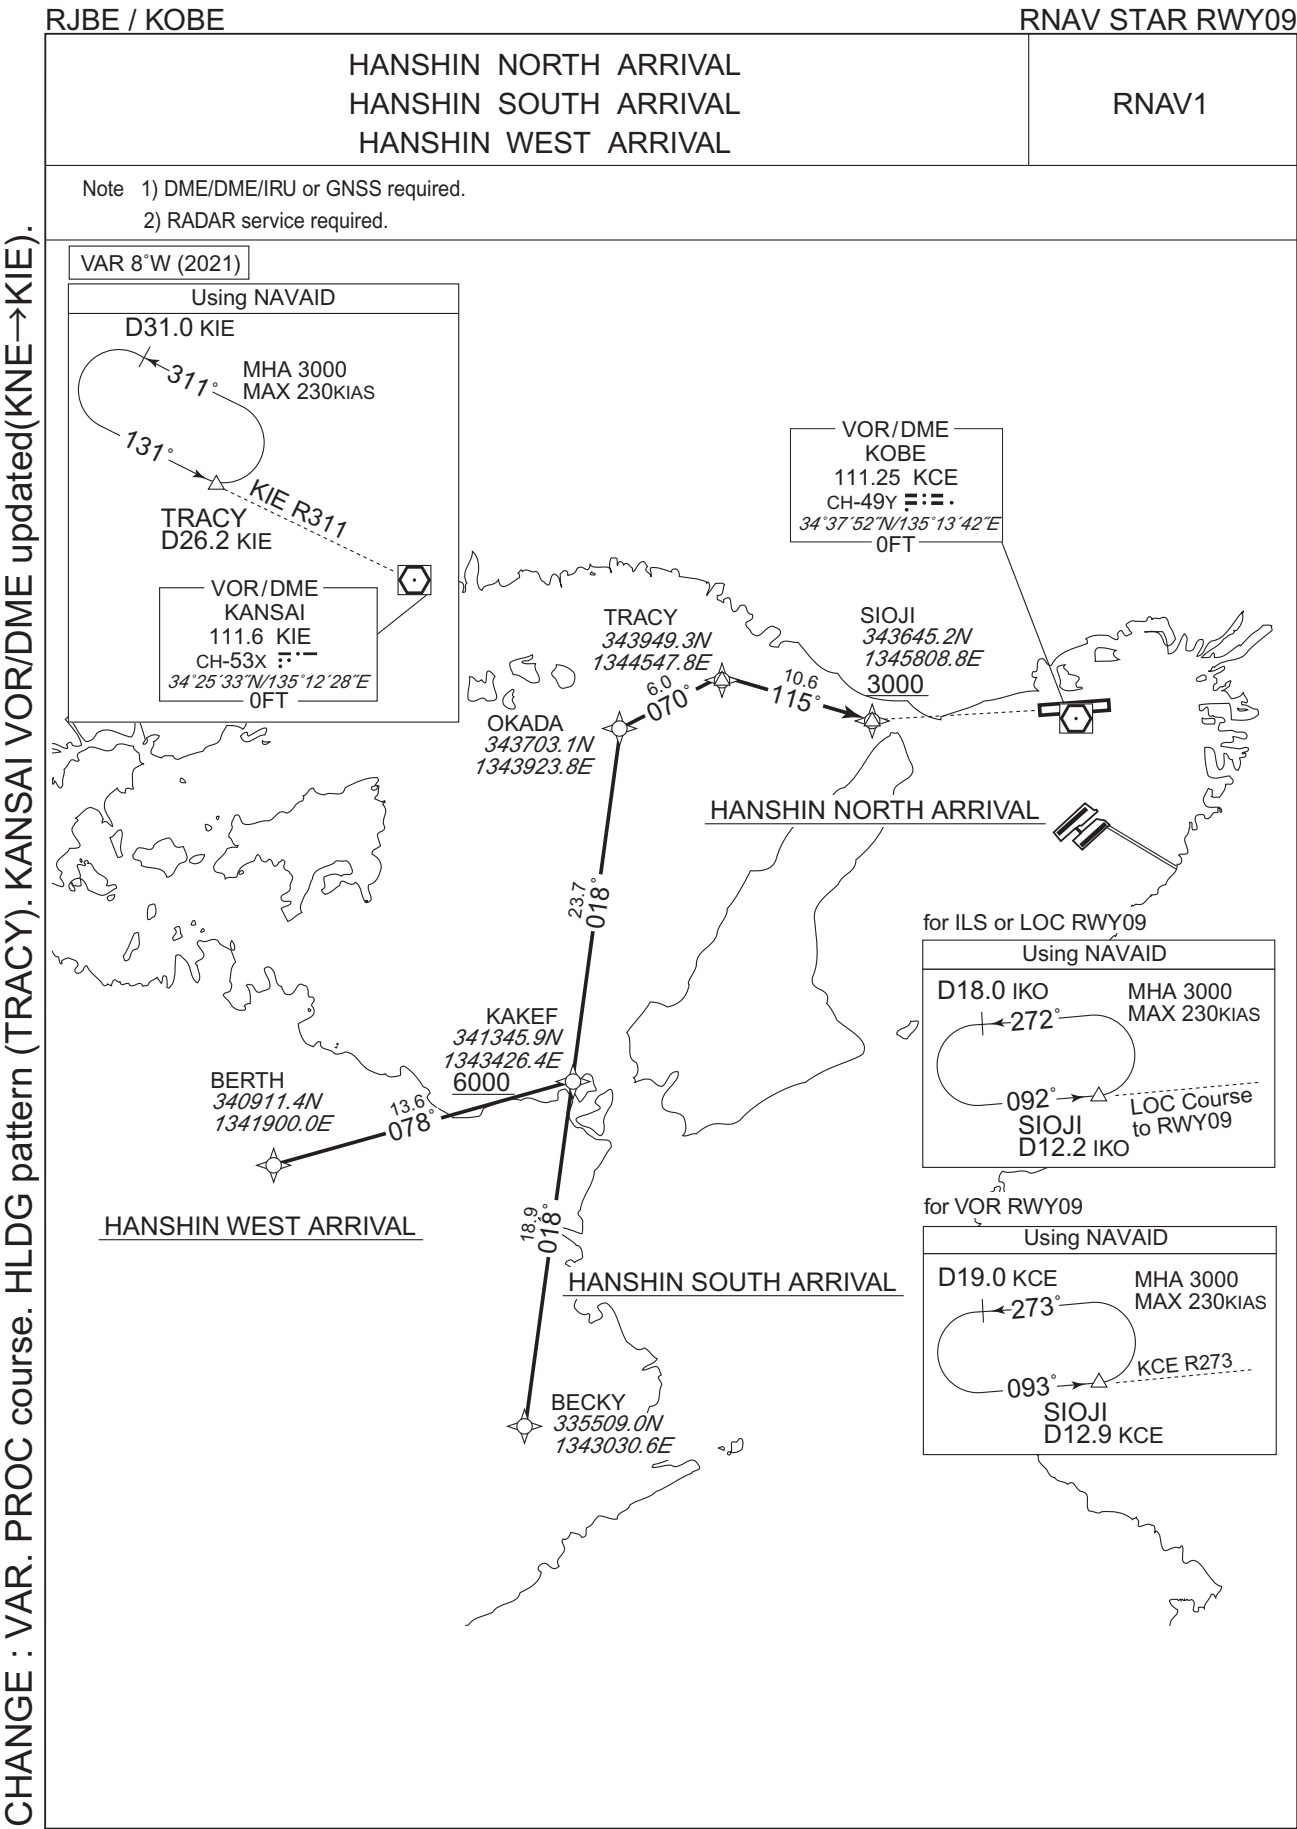 RJBE / KOBE
RNAV STAR RWY09
HANSHIN NORTH ARRIVAL
HANSHIN SOUTH ARRIVAL
HANSHIN WEST ARRIVAL
RNAV1
Note 1) DME/DME/IRU or GNSS required.
2) RADAR service required.
VAR 8°W (2021)
Using NAVAID
D31.0 KIE
311°
MHA 3000
MAX 230KIAS
131°
KIE R311
TRACY
D26.2 KIE
VOR/DME
KANSAI
111.6 KIE
CH-53X
34°25′33″N/135°12′28″E
0FT
VOR/DME
KOBE
111.25 KCE
CH-49Y
34°37′52″N/135°13′42″E
0FT
TRACY
343949.3N
1344547.8E
SIOJI
343645.2N
1345808.8E
3000
6.0
070°
10.6
115°
OKADA
343703.1N
1343923.8E
HANSHIN NORTH ARRIVAL
23.7
018°
for ILS or LOC RWY09
Using NAVAID
D18.0 IKO
272°
MHA 3000
MAX 230KIAS
092°
SIOJI
D12.2 IKO
LOC Course
to RWY09
KAKEF
341345.9N
1343426.4E
6000
BERTH
340911.4N
1341900.0E
13.6
078°
HANSHIN WEST ARRIVAL
18.9
018°
HANSHIN SOUTH ARRIVAL
for VOR RWY09
Using NAVAID
D19.0 KCE
273°
MHA 3000
MAX 230KIAS
093°
KCE R273
SIOJI
D12.9 KCE
BECKY
335509.0N
1343030.6E
CHANGE : VAR. PROC course. HLDG pattern (TRACY). KANSAI VOR/DME updated(KNE→KIE).